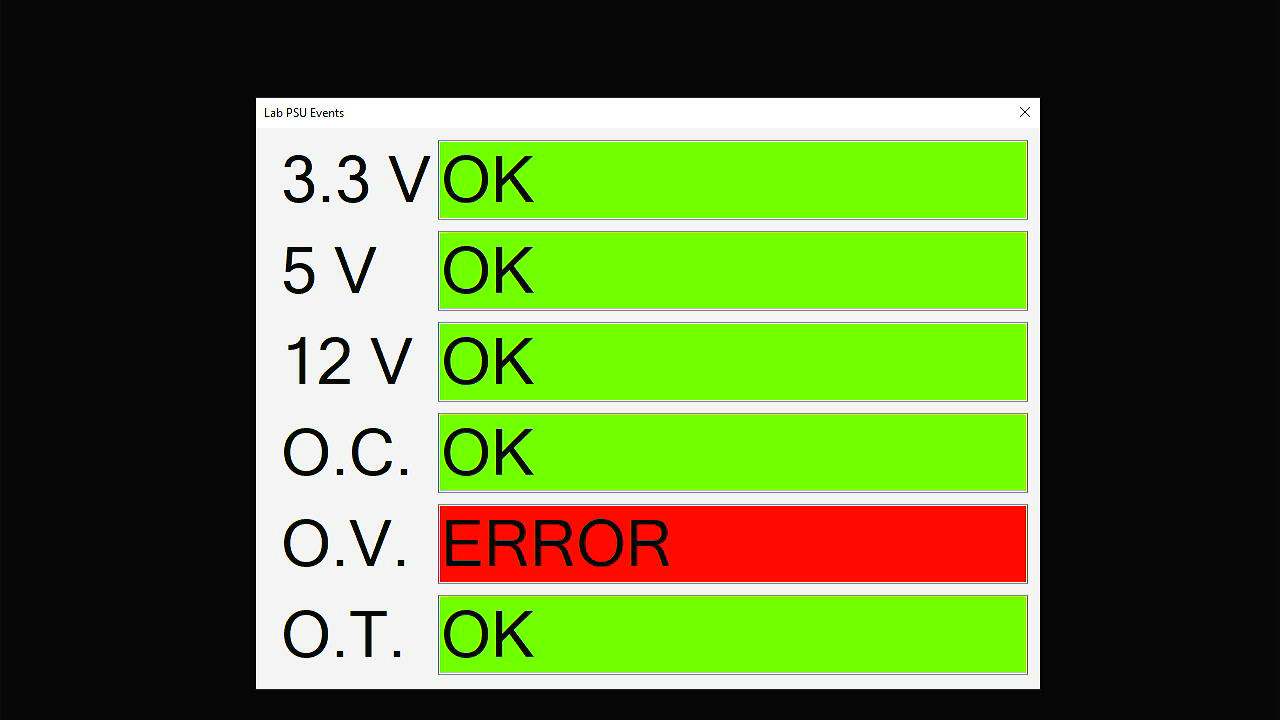 Lab PSU Events
3.3 V OK
5 V OK
12 V OK
O.C. OK
O.V. ERROR
O.T. OK